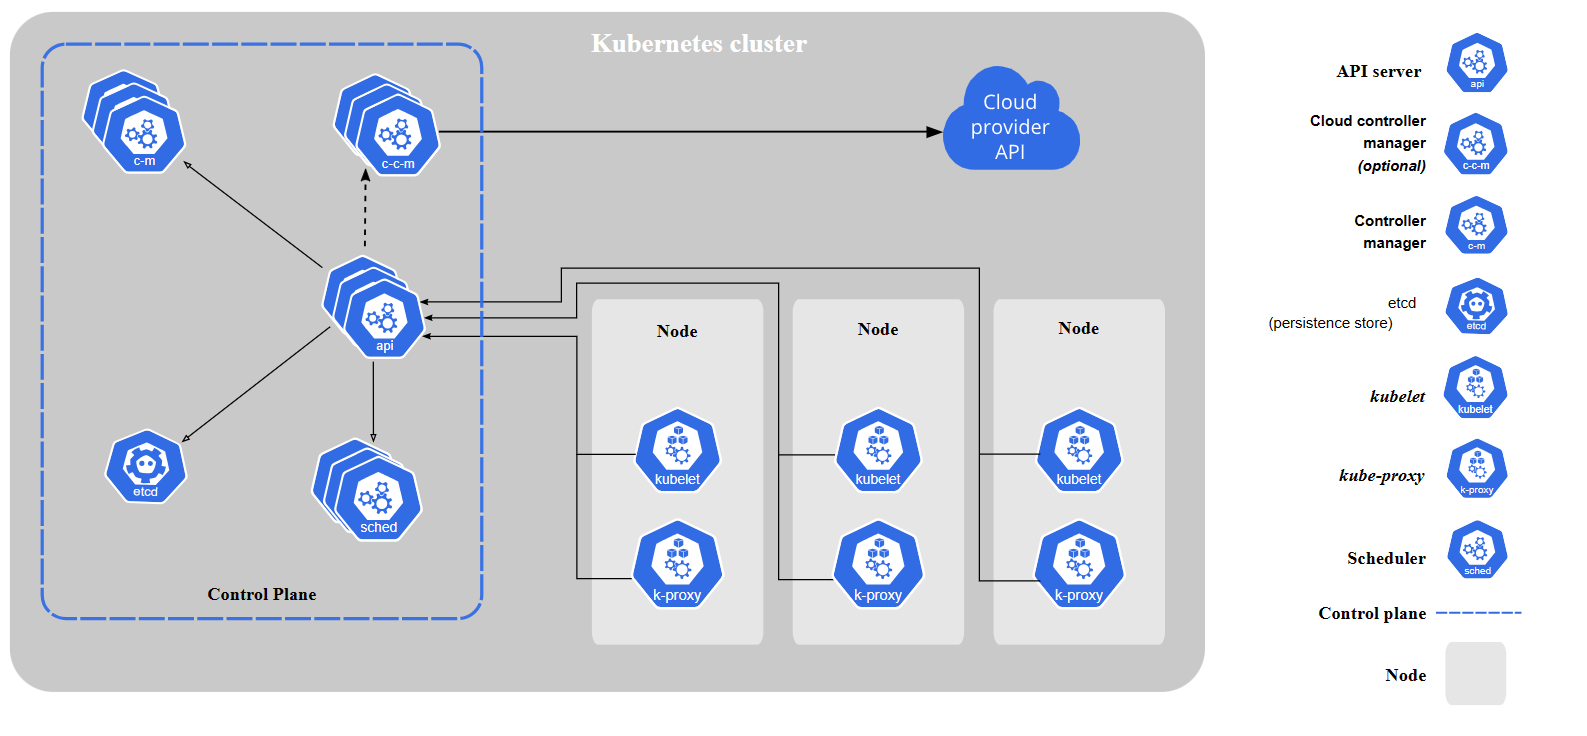 Kubernetes cluster
c-m
c-c-m
Cloud
provider
API
api
etcd
sched
Control Plane
Node
kubelet
k-proxy
Node
kubelet
k-proxy
Node
kubelet
k-proxy
API server
api
Cloud controller
manager
(optional)
c-c-m
Controller
manager
c-m
etcd
(persistence store)
etcd
kubelet
kubelet
kube-proxy
k-proxy
Scheduler
sched
Control plane
Node